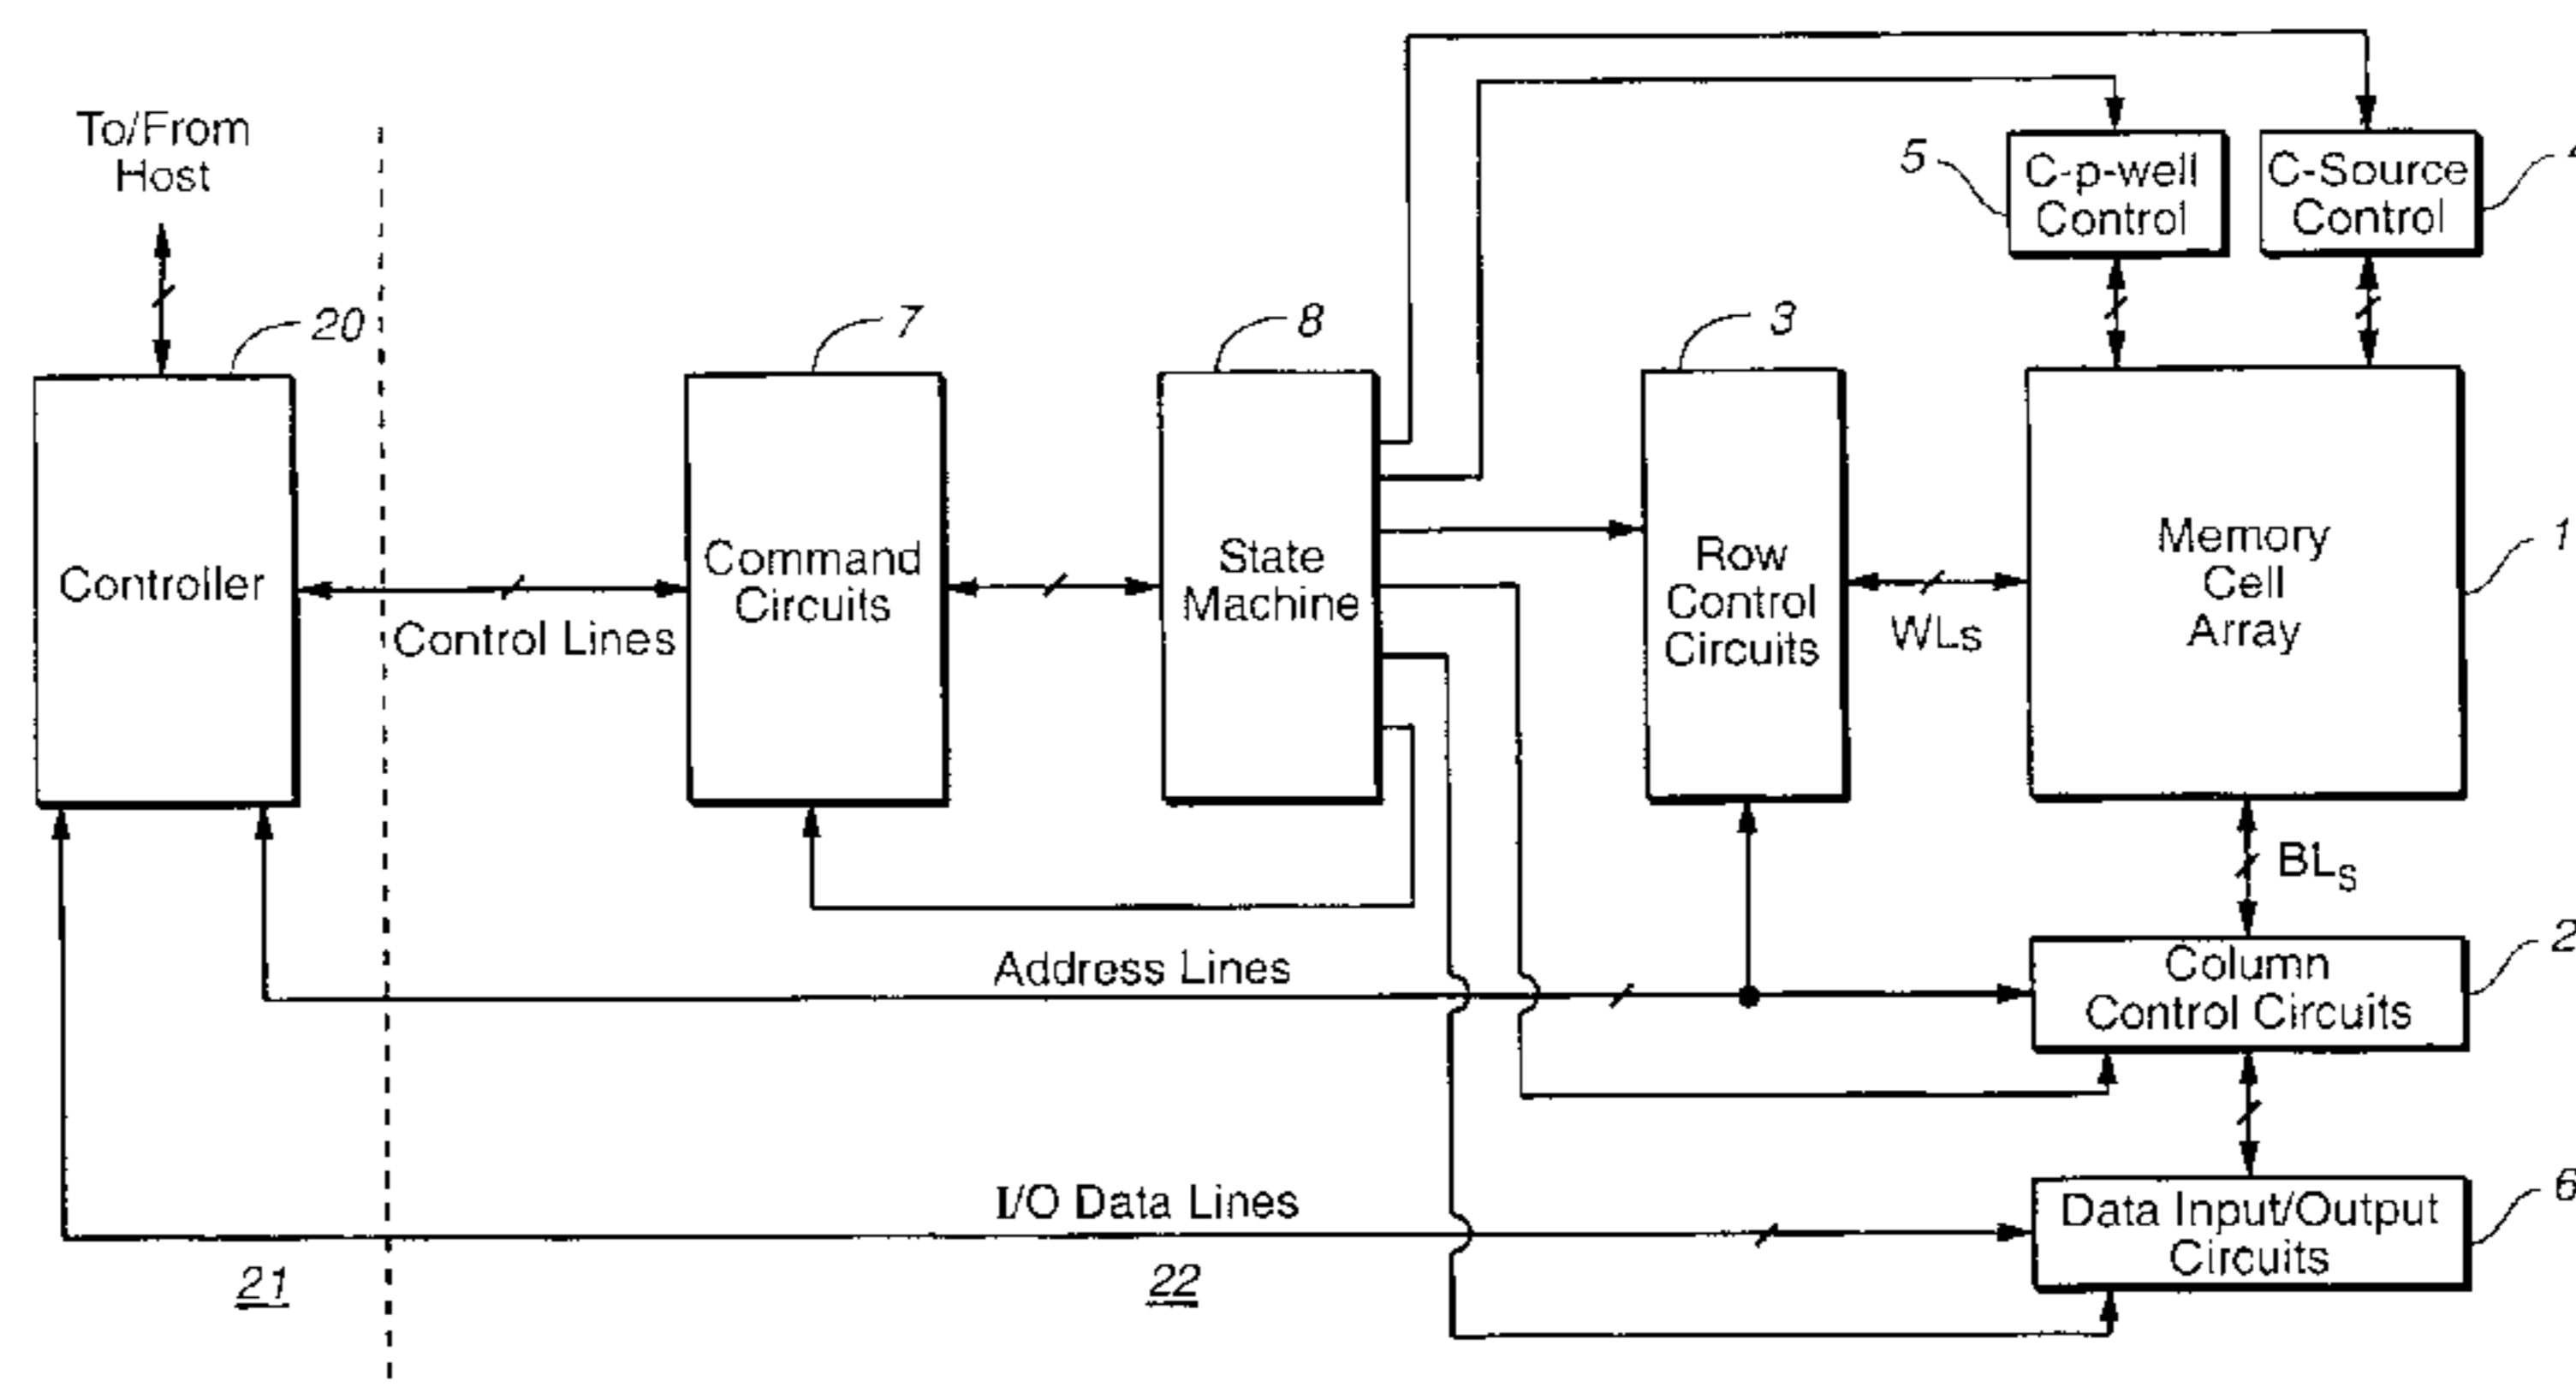 To/From
Host
20
7
8
3
5
C-p-well
Control
C-Source
Control
4
Controller
Control Lines
Command
Circuits
State
Machine
Row
Control
Circuits
WLs
Memory
Cell
Array
1
BLs
Address Lines
Column
Control Circuits
2
I/O Data Lines
Data Input/Output
Circuits
6
21
22